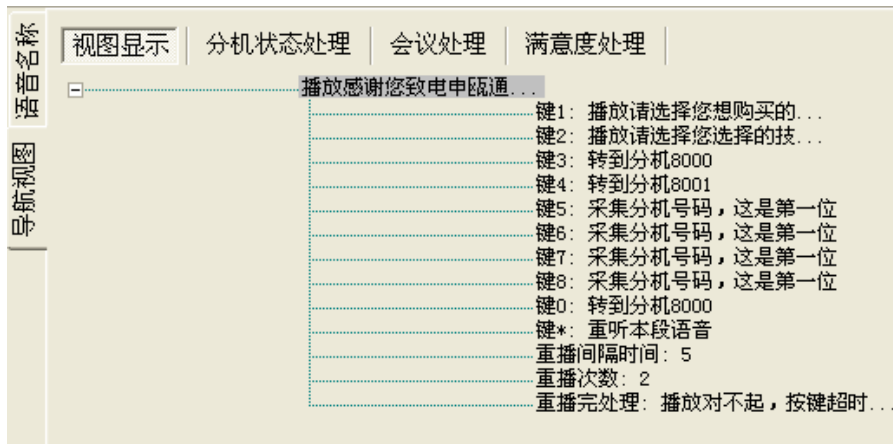 语音名称
导航视图
视图显示 分机状态处理 会议处理 满意度处理
播放感谢您致电申瓯通...
键1: 播放请选择您想购买的...
键2: 播放请选择您选择的技...
键3: 转到分机8000
键4: 转到分机8001
键5: 采集分机号码，这是第一位
键6: 采集分机号码，这是第一位
键7: 采集分机号码，这是第一位
键8: 采集分机号码，这是第一位
键0: 转到分机8000
键*: 重听本段语音
重播间隔时间: 5
重播次数: 2
重播完处理: 播放对不起，按键超时...